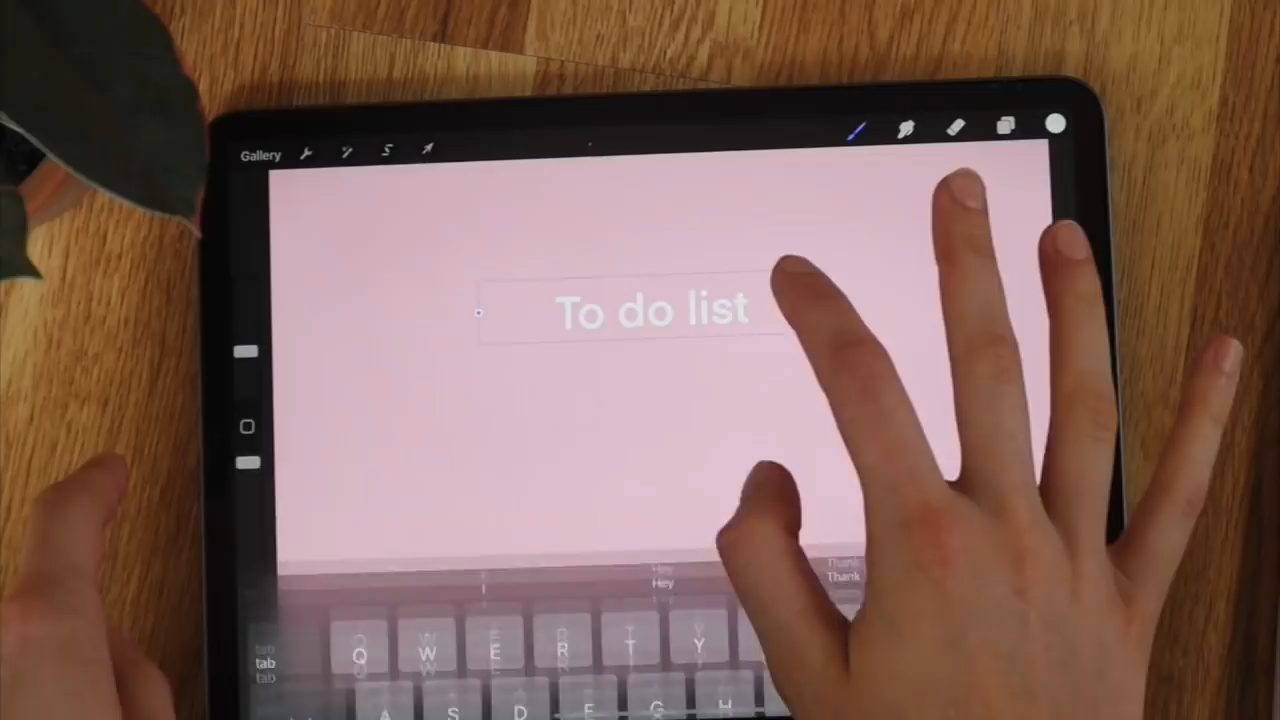 Gallery
To do list
I Hey Thank
tab Q W E R T Y
A S D F G H